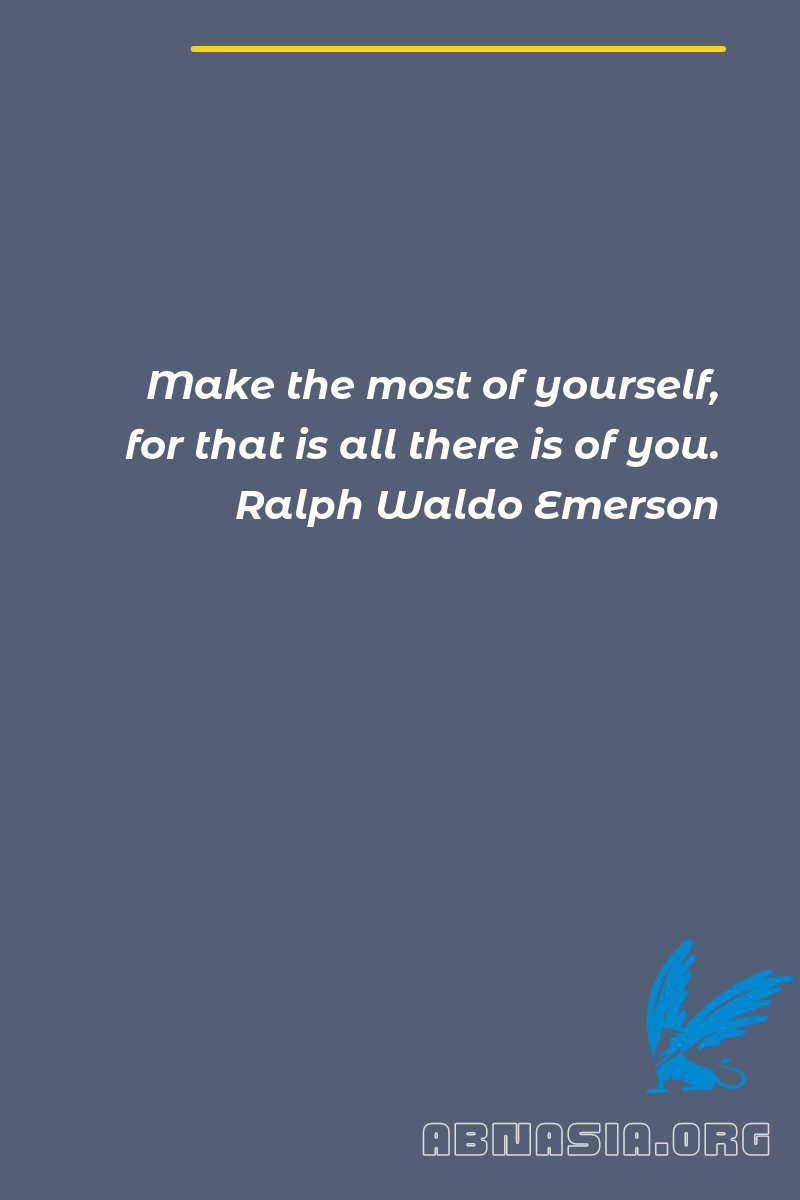 Make the most of yourself,
for that is all there is of you.
Ralph Waldo Emerson
ABNASIA.ORG